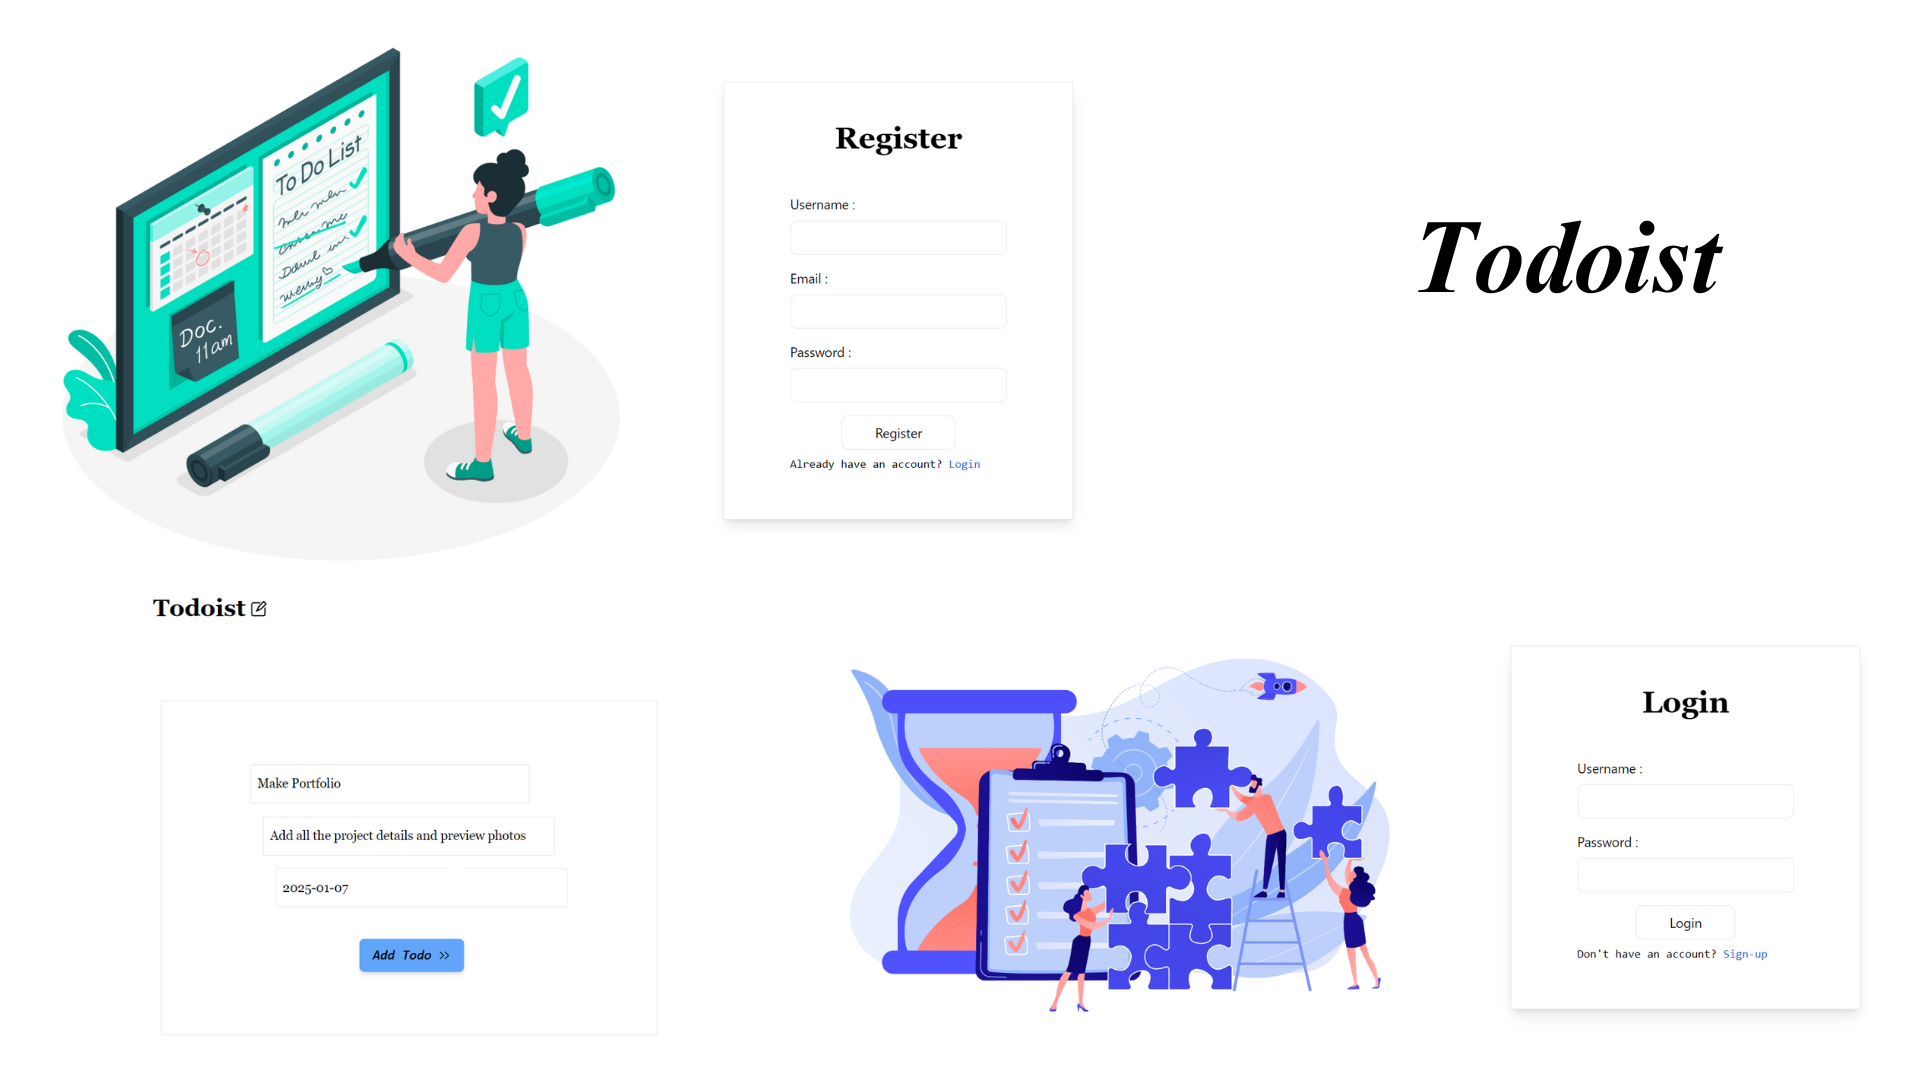 To Do List
Doc.
11am
Register
Username :
Email :
Password :
Register
Already have an account? Login
Todoist
Todoist
Make Portfolio
Add all the project details and preview photos
2025-01-07
Add Todo >>
Login
Username :
Password :
Login
Don't have an account? Sign-up